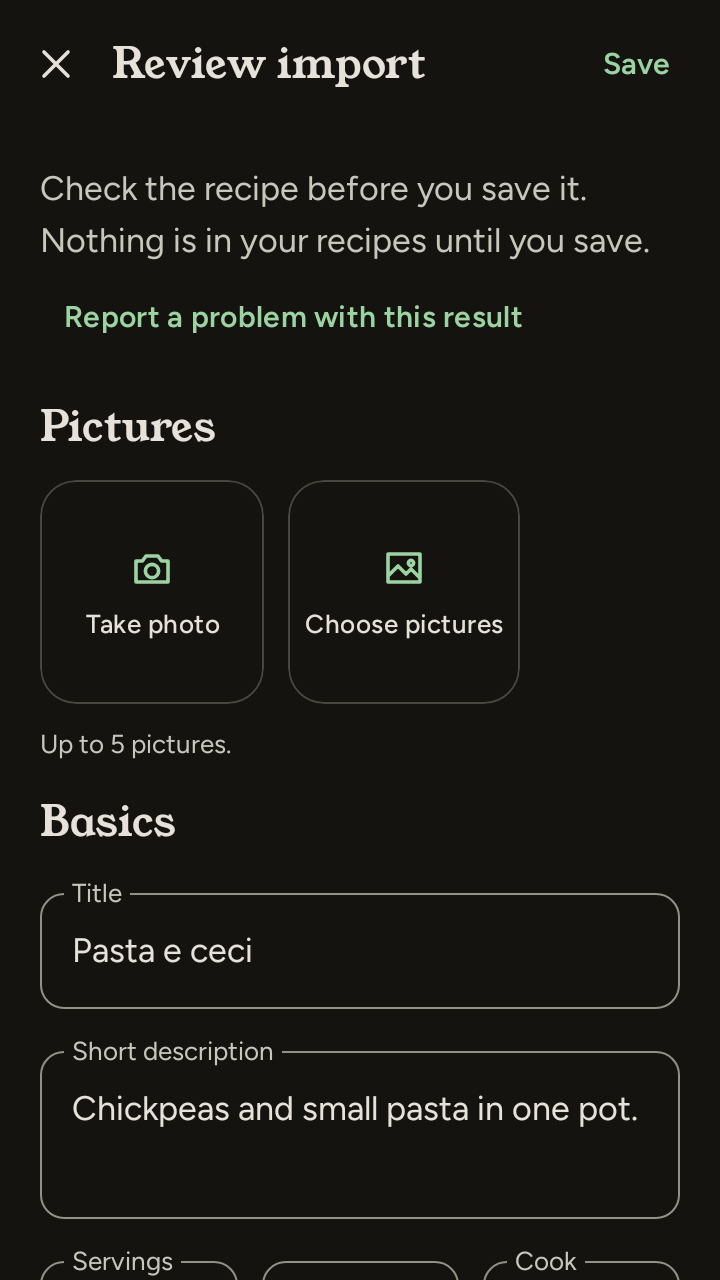 Review import
Save
Check the recipe before you save it.
Nothing is in your recipes until you save.
Report a problem with this result
Pictures
Take photo
Choose pictures
Up to 5 pictures.
Basics
Title
Pasta e ceci
Short description
Chickpeas and small pasta in one pot.
Servings
Cook